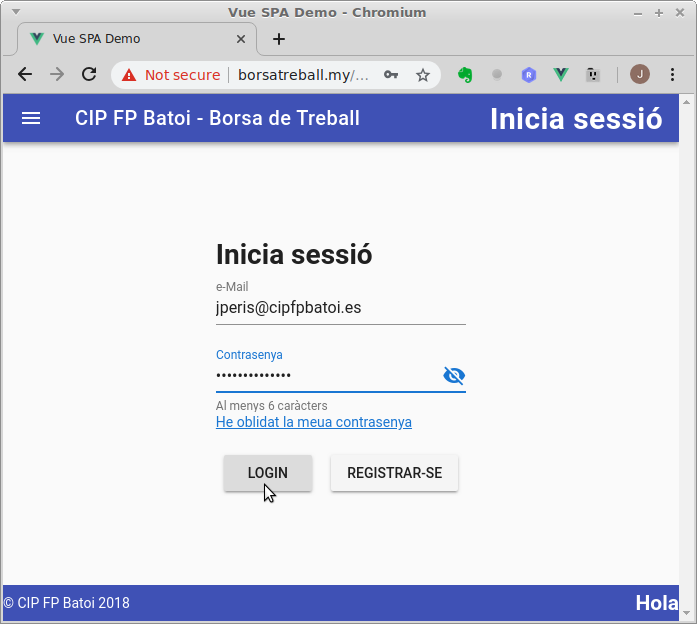 Vue SPA Demo - Chromium
Vue SPA Demo
Not secure borsatreball.my/...
J
CIP FP Batoi - Borsa de Treball
Inicia sessió
Inicia sessió
e-Mail
jperis@cipfpbatoi.es
Contrasenya
••••••••••••••
Al menys 6 caràcters
He oblidat la meua contrasenya
LOGIN REGISTRAR-SE
© CIP FP Batoi 2018
Hola